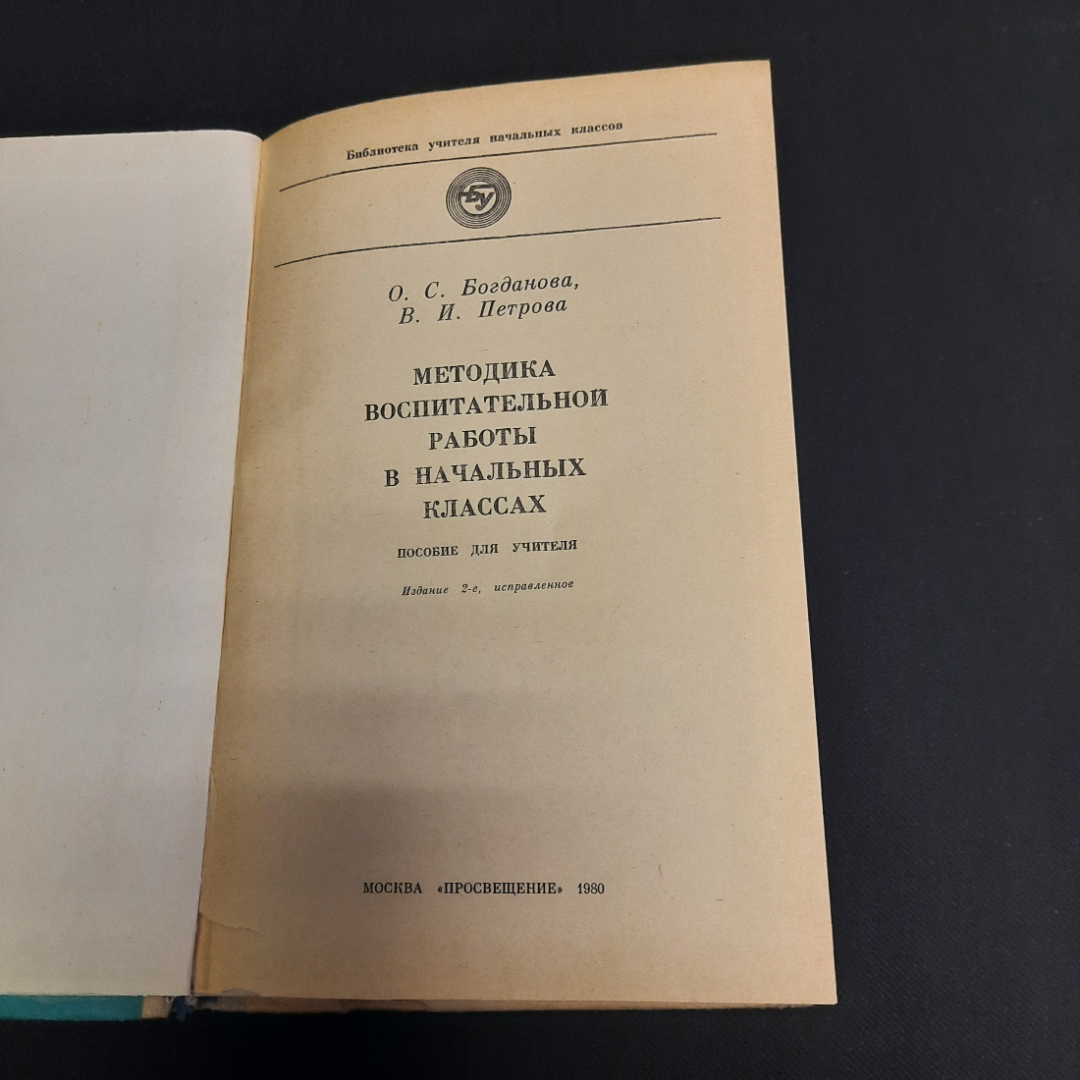 Библиотека учителя начальных классов
БУ
О. С. Богданова,
В. И. Петрова
МЕТОДИКА
ВОСПИТАТЕЛЬНОЙ
РАБОТЫ
В НАЧАЛЬНЫХ
КЛАССАХ
ПОСОБИЕ ДЛЯ УЧИТЕЛЯ
Издание 2-е, исправленное
МОСКВА «ПРОСВЕЩЕНИЕ» 1980